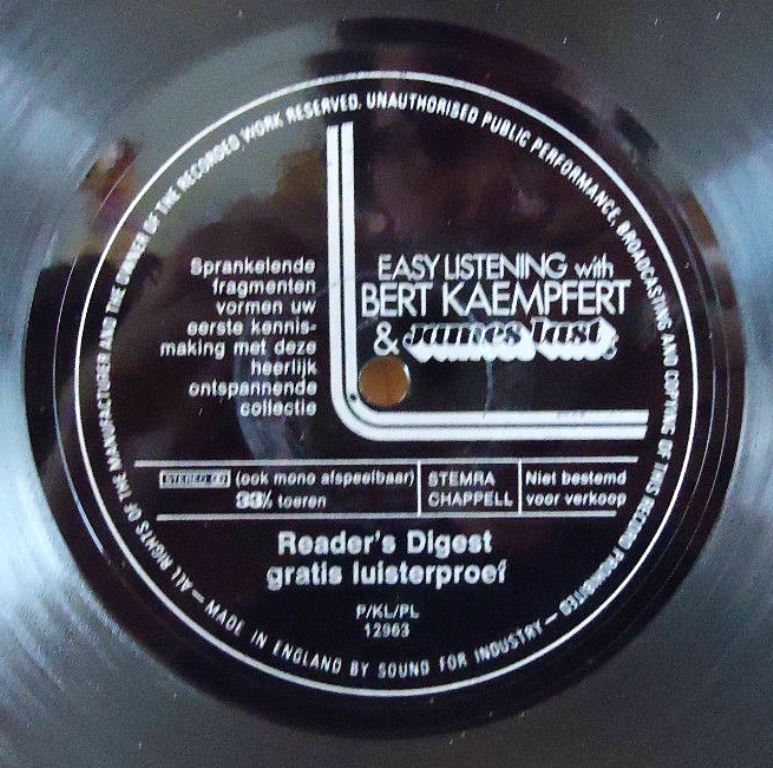 ALL RIGHTS OF THE MANUFACTURER AND THE OWNER OF THE RECORDED WORK RESERVED. UNAUTHORISED PUBLIC PERFORMANCE, BROADCASTING AND COPYING OF THIS RECORD PROHIBITED
— MADE IN ENGLAND BY SOUND FOR INDUSTRY —
Sprankelende
fragmenten
vormen uw
eerste kennis-
making met deze
heerlijk
ontspannende
collectie
EASY LISTENING with
BERT KAEMPFERT
& james last
STEREO (ook mono afspeelbaar)
33⅓ toeren
STEMRA
CHAPPELL
Niet bestemd
voor verkoop
Reader's Digest
gratis luisterproef
P/KL/PL
12963